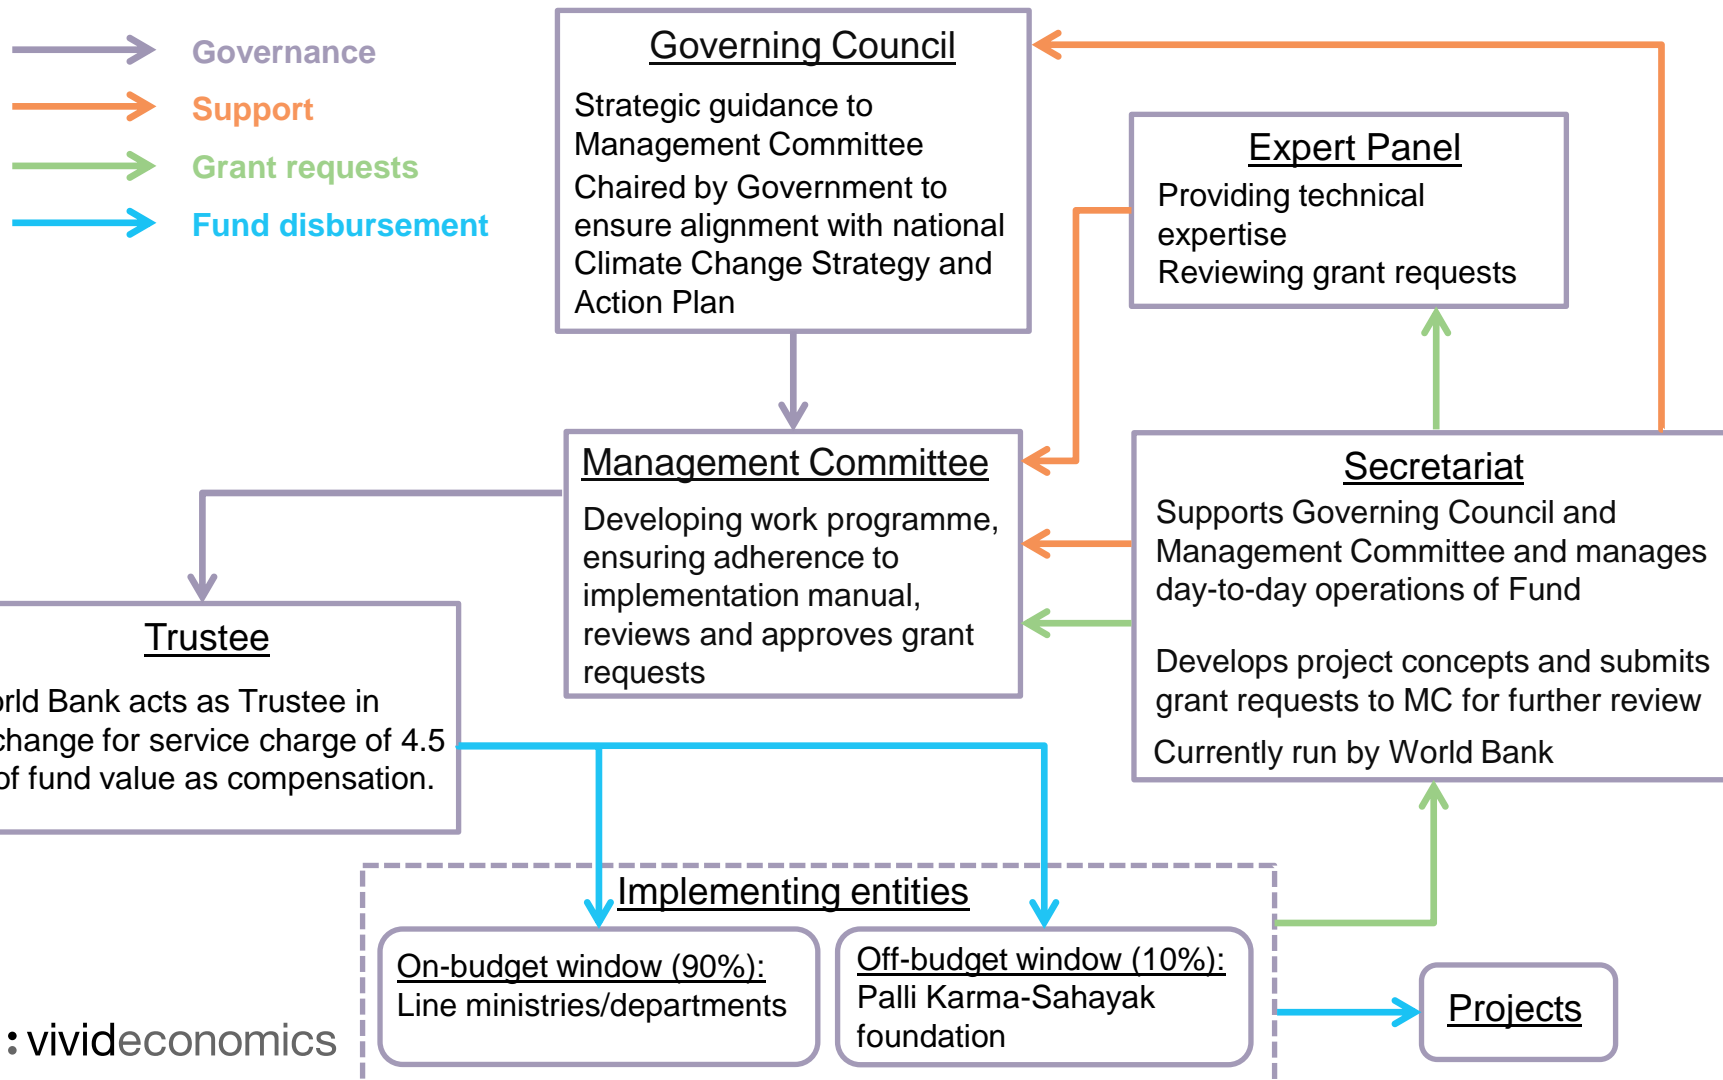 Governance
Support
Grant requests
Fund disbursement
Governing Council
Strategic guidance to
Management Committee
Chaired by Government to
ensure alignment with national
Climate Change Strategy and
Action Plan
Expert Panel
Providing technical
expertise
Reviewing grant requests
Management Committee
Developing work programme,
ensuring adherence to
implementation manual,
reviews and approves grant
requests
Secretariat
Supports Governing Council and
Management Committee and manages
day-to-day operations of Fund
Develops project concepts and submits
grant requests to MC for further review
Currently run by World Bank
Trustee
orld Bank acts as Trustee in
change for service charge of 4.5
of fund value as compensation.
Implementing entities
On-budget window (90%):
Line ministries/departments
Off-budget window (10%):
Palli Karma-Sahayak
foundation
Projects
: vivideconomics